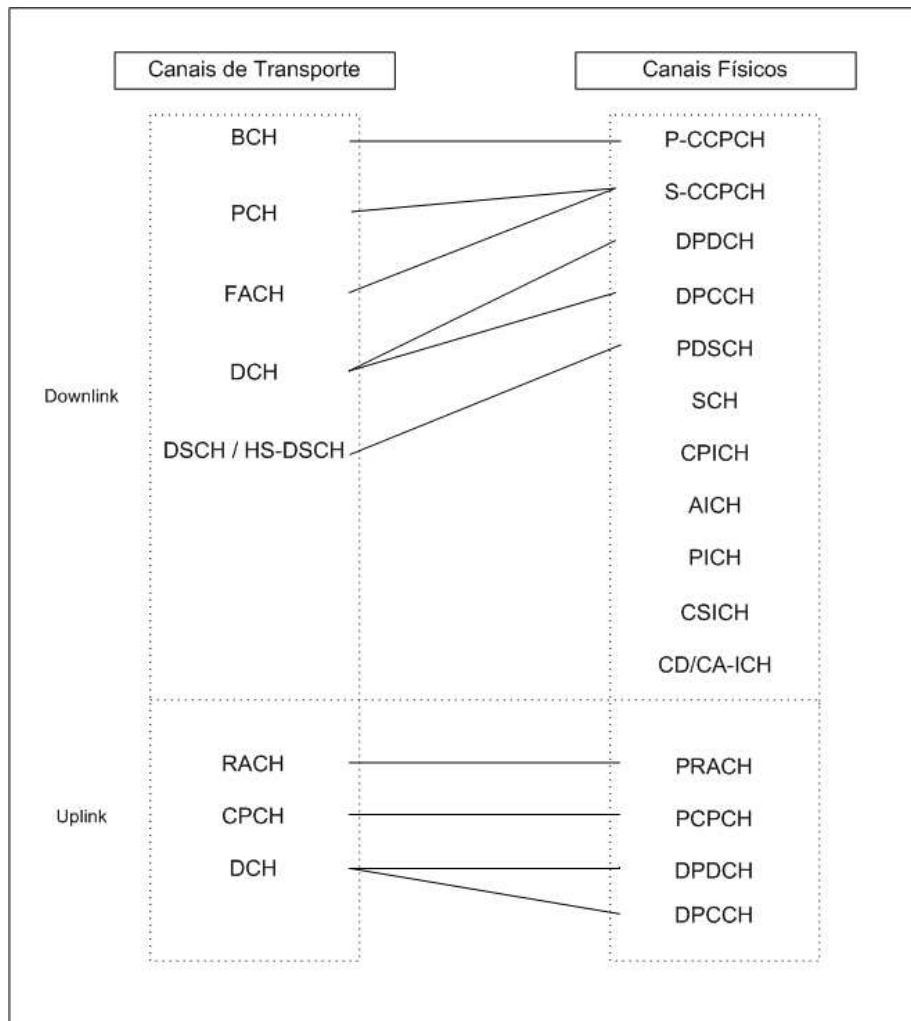 Canais de Transporte
Canais Físicos
BCH
P-CCPCH
PCH
S-CCPCH
DPDCH
FACH
DPCCH
DCH
PDSCH
Downlink
SCH
DSCH / HS-DSCH
CPICH
AICH
PICH
CSICH
CD/CA-ICH
RACH
PRACH
Uplink
CPCH
PCPCH
DCH
DPDCH
DPCCH